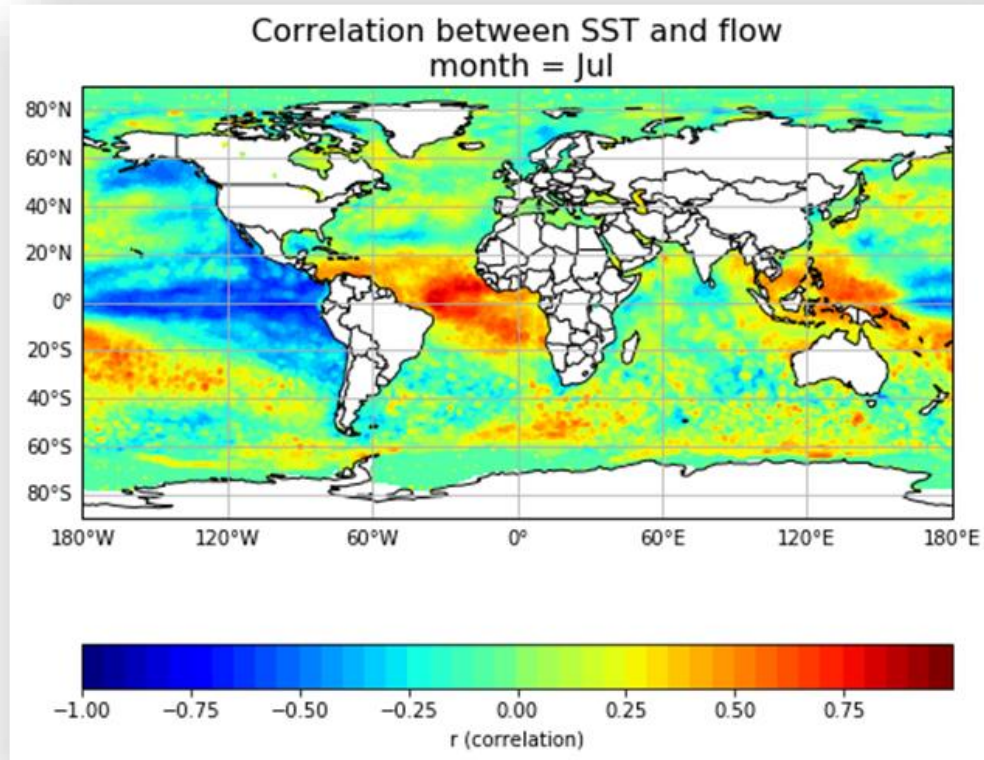 Correlation between SST and flow
month = Jul
80°N
60°N
40°N
20°N
0°
20°S
40°S
60°S
80°S
180°W 120°W 60°W 0° 60°E 120°E 180°E
−1.00 −0.75 −0.50 −0.25 0.00 0.25 0.50 0.75
r (correlation)